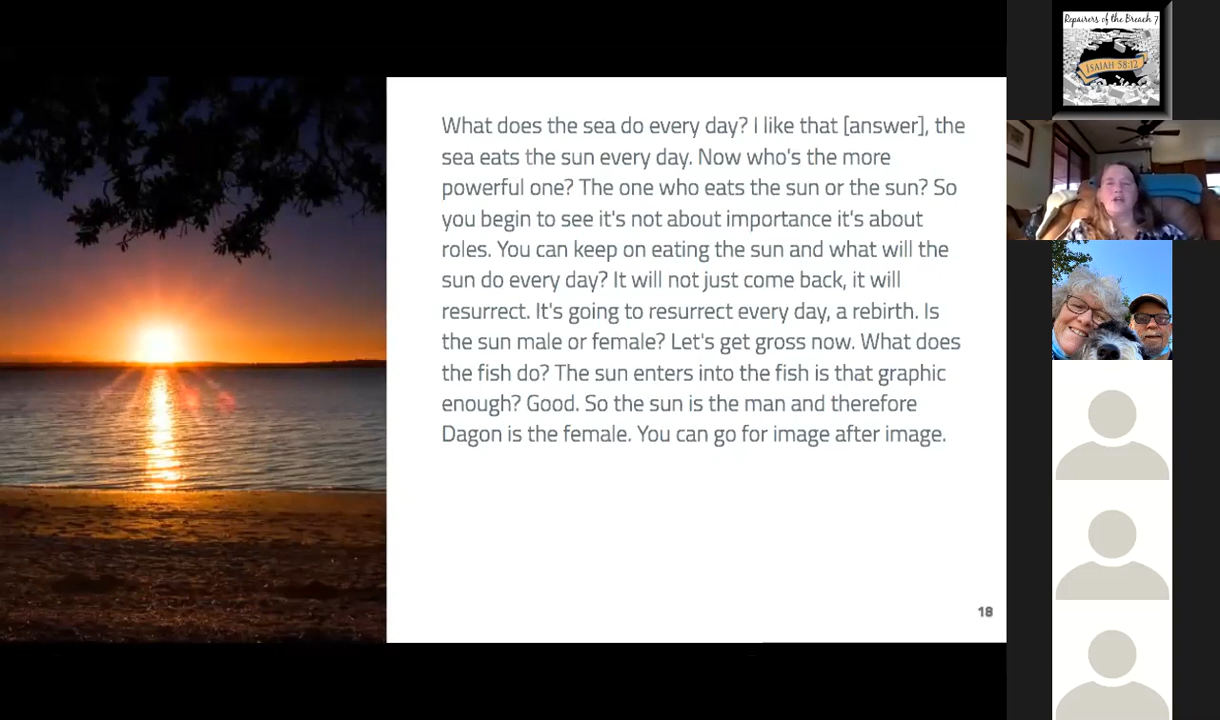 What does the sea do every day? I like that [answer], the
sea eats the sun every day. Now who's the more
powerful one? The one who eats the sun or the sun? So
you begin to see it's not about importance it's about
roles. You can keep on eating the sun and what will the
sun do every day? It will not just come back, it will
resurrect. It's going to resurrect every day, a rebirth. Is
the sun male or female? Let's get gross now. What does
the fish do? The sun enters into the fish is that graphic
enough? Good. So the sun is the man and therefore
Dagon is the female. You can go for image after image.
18
Repairers of the Breach 7
ISAIAH 58:12